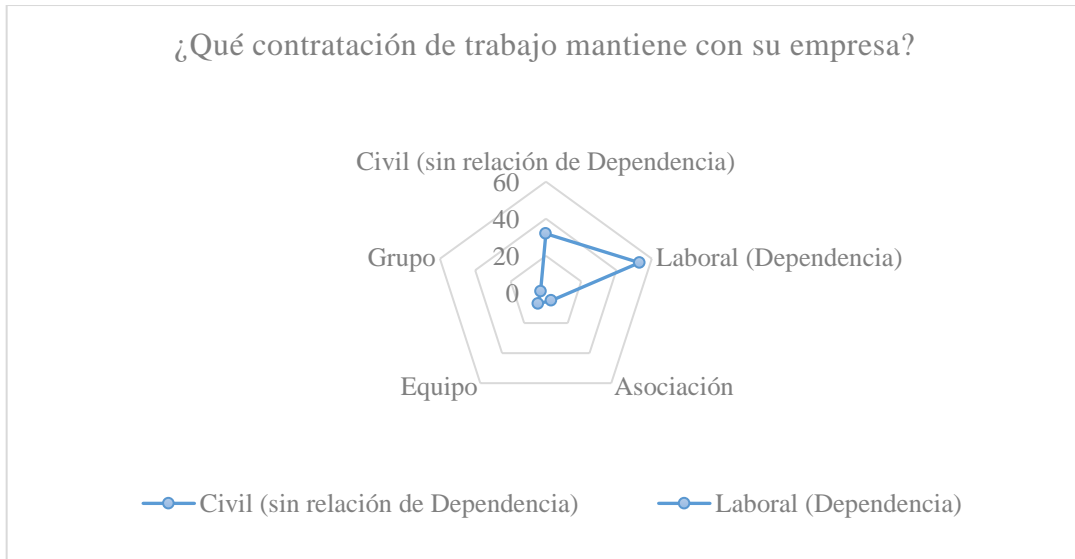 ¿Qué contratación de trabajo mantiene con su empresa?
Civil (sin relación de Dependencia)
60
40
20
0
Grupo
Laboral (Dependencia)
Equipo
Asociación
Civil (sin relación de Dependencia)
Laboral (Dependencia)